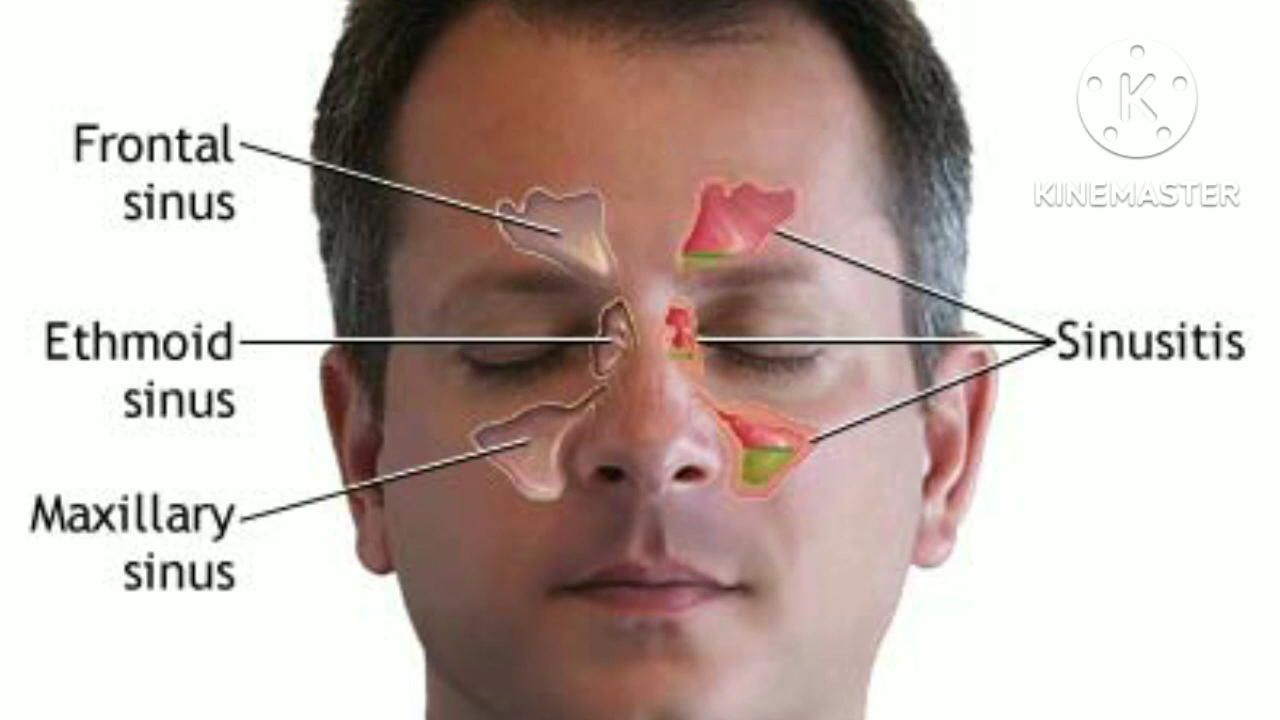 Frontal
sinus
Ethmoid
sinus
Maxillary
sinus
Sinusitis
K
KINEMASTER